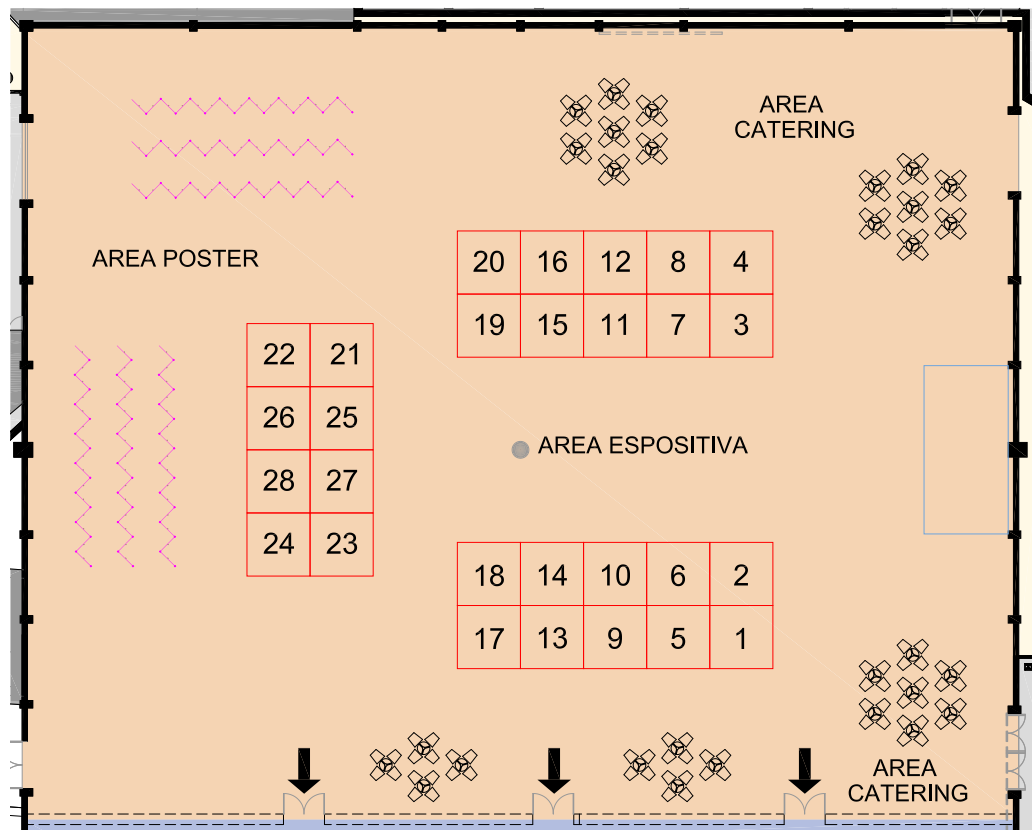 AREA
CATERING
AREA POSTER
20 16 12 8 4
19 15 11 7 3
22 21
26 25
28 27
24 23
AREA ESPOSITIVA
18 14 10 6 2
17 13 9 5 1
AREA
CATERING